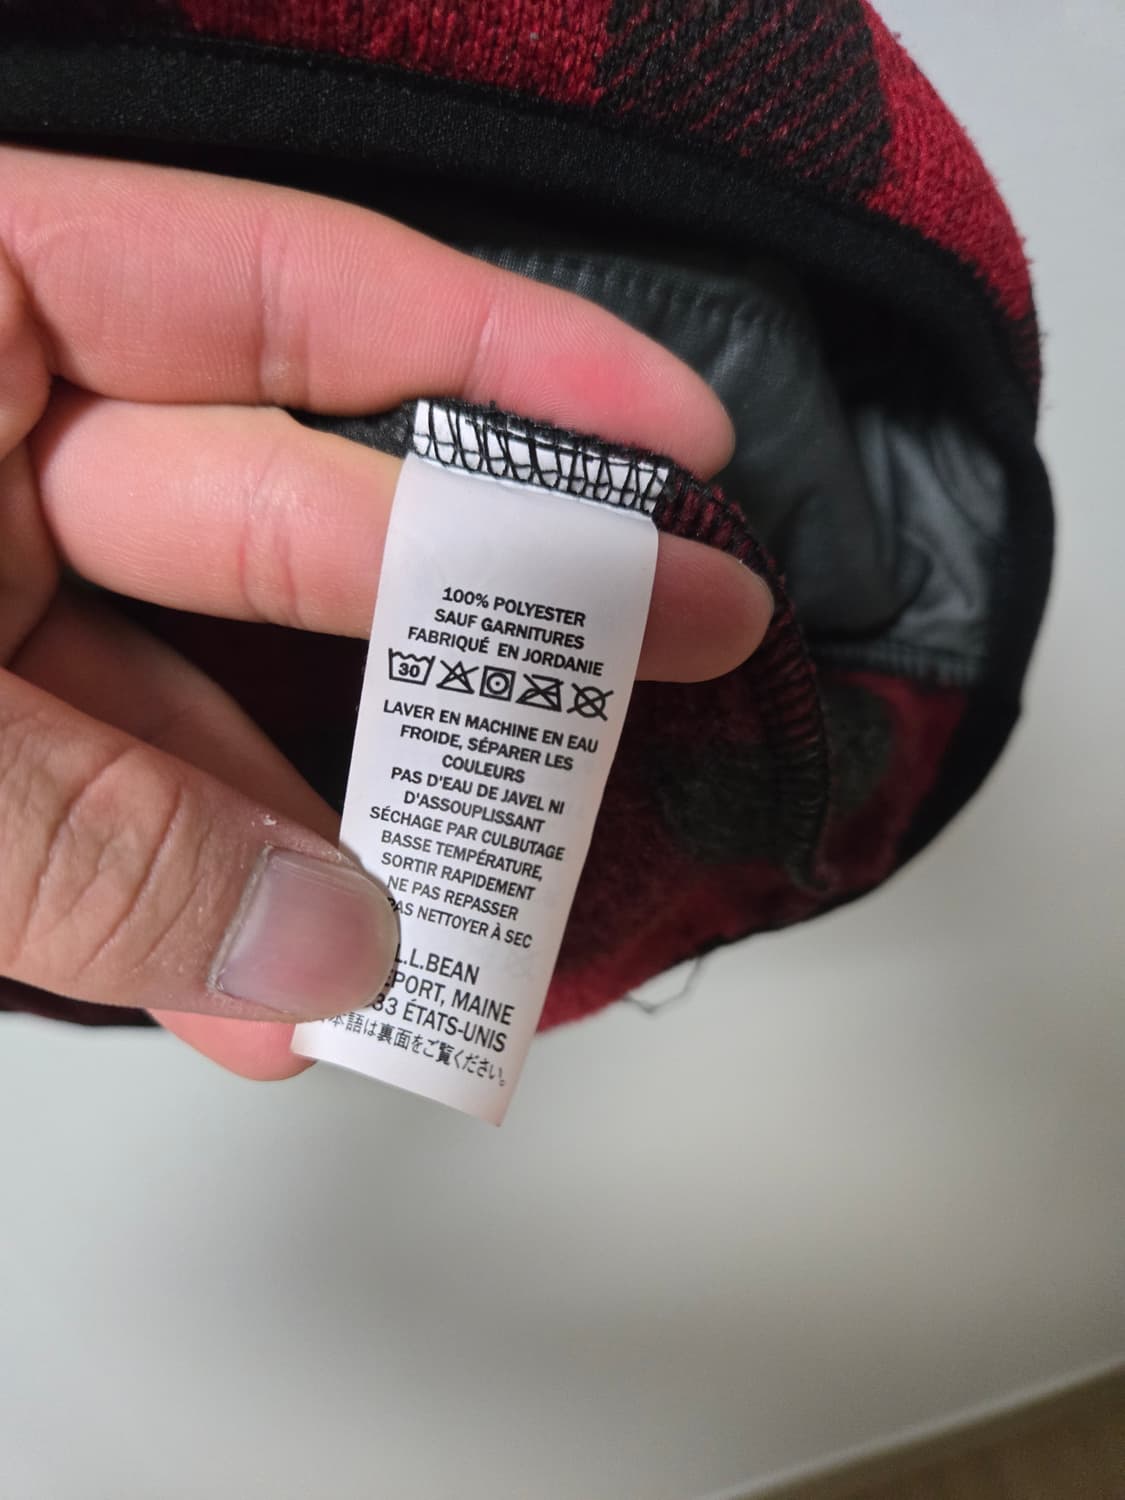 100% POLYESTER
SAUF GARNITURES
FABRIQUÉ EN JORDANIE
30
LAVER EN MACHINE EN EAU
FROIDE, SÉPARER LES
COULEURS
PAS D'EAU DE JAVEL NI
D'ASSOUPLISSANT
SÉCHAGE PAR CULBUTAGE
BASSE TEMPÉRATURE,
SORTIR RAPIDEMENT
NE PAS REPASSER
PAS NETTOYER À SEC
L.L.BEAN
EPORT, MAINE
33 ÉTATS-UNIS
本語は裏面をご覧ください。